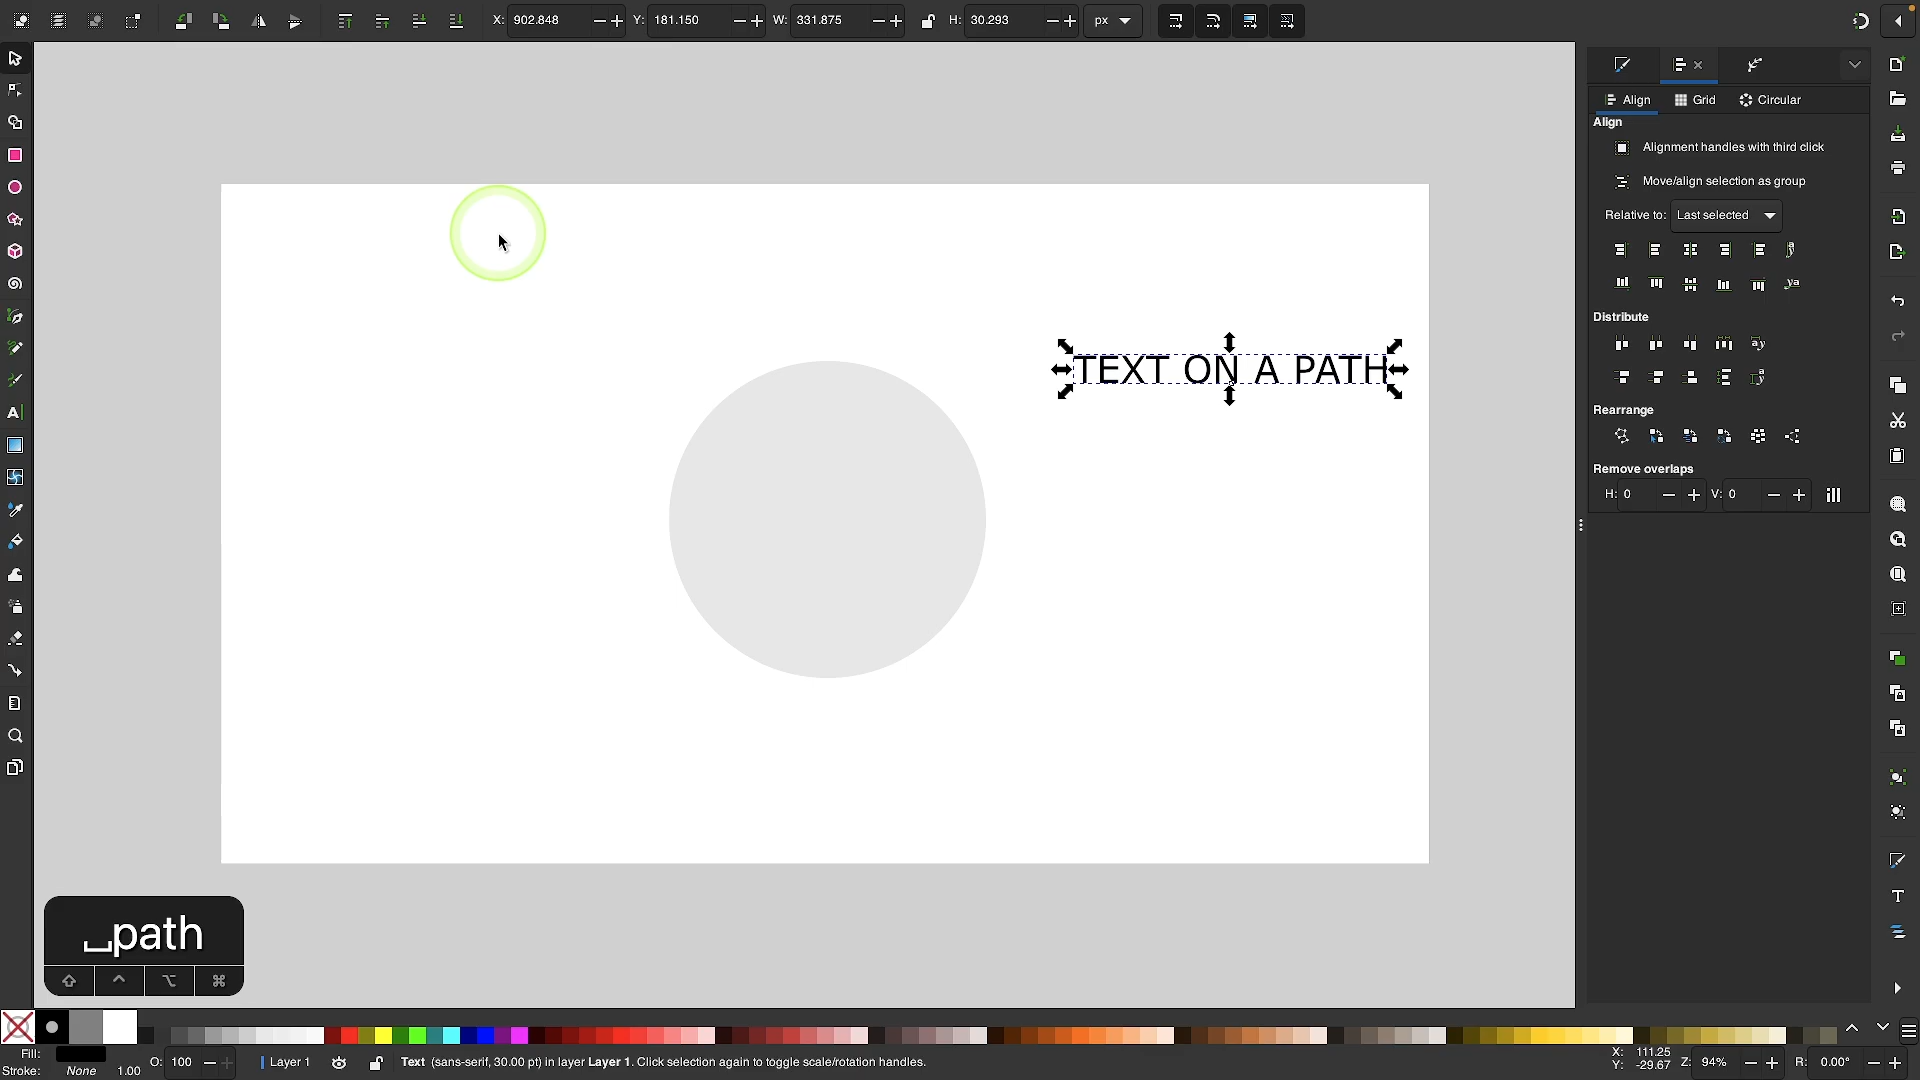 X: 902.848 Y: 181.150 W: 331.875 H: 30.293 px
Align Grid Circular
Align
Alignment handles with third click
Move/align selection as group
Relative to: Last selected
Distribute
Rearrange
Remove overlaps
H: 0 V: 0
TEXT ON A PATH
␣path
Fill: O: 100 Layer 1 Text (sans-serif, 30.00 pt) in layer Layer 1. Click selection again to toggle scale/rotation handles. X: 111.25 Z: 94% R: 0.00°
Stroke: None 1.00 Y: -29.67